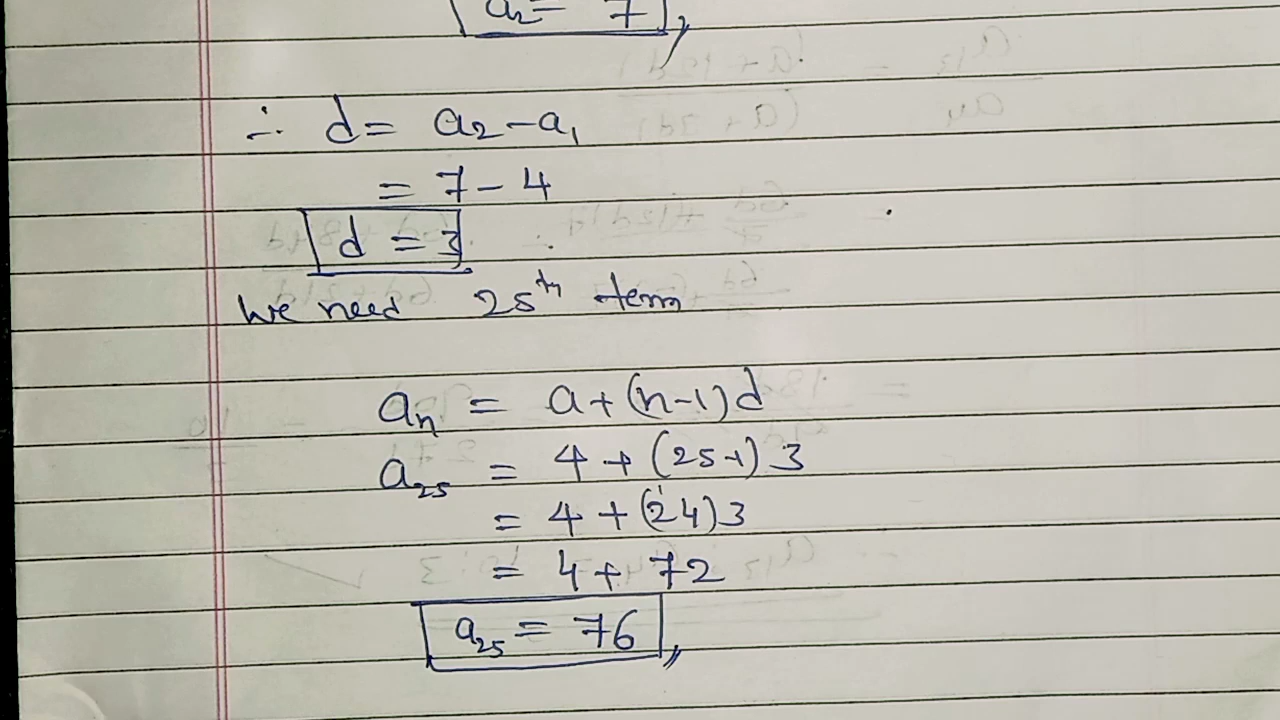 a₂ = 7
∴ d = a₂ - a₁
= 7 - 4
d = 3
We need 25th term
aₙ = a + (n-1) d
a₂₅ = 4 + (25-1) 3
= 4 + (24) 3
= 4 + 72
a₂₅ = 76